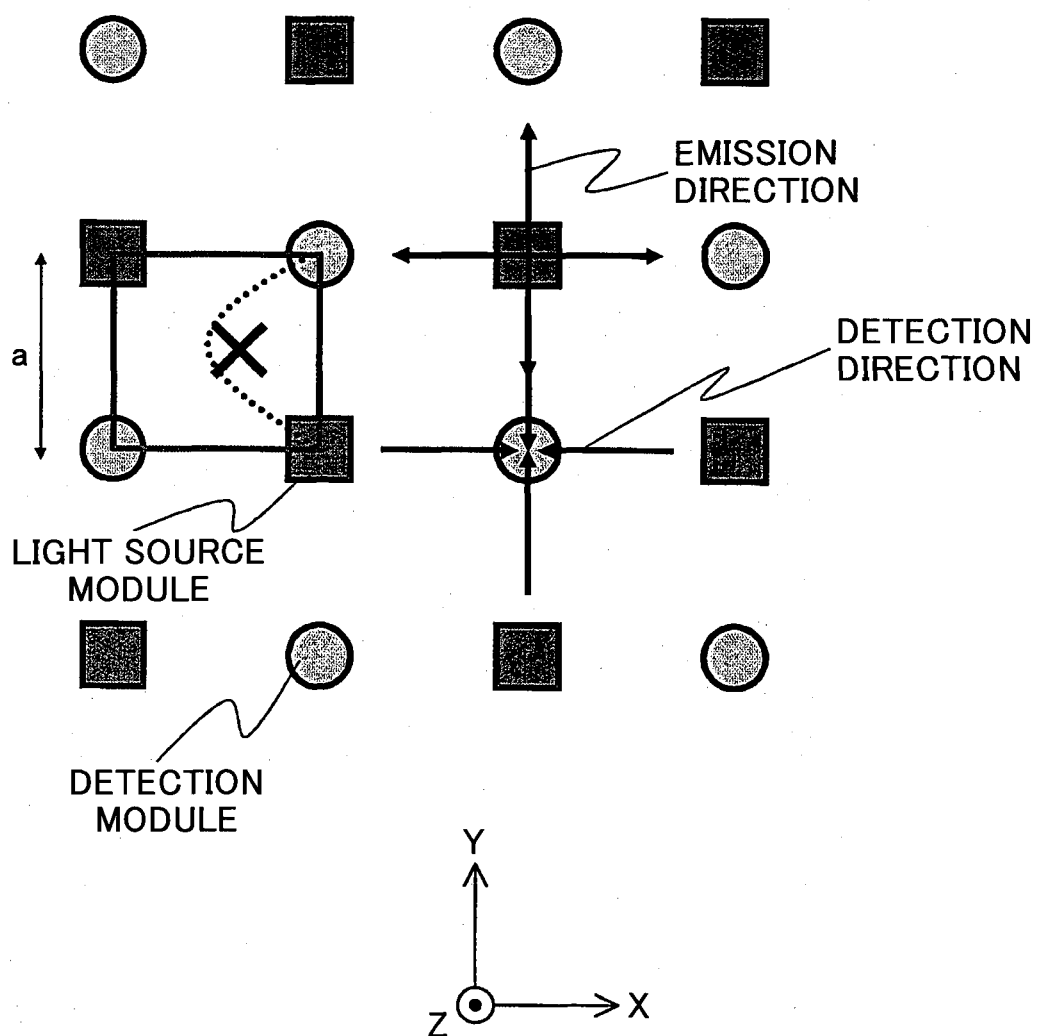 EMISSION
DIRECTION
a
DETECTION
DIRECTION
LIGHT SOURCE
MODULE
DETECTION
MODULE
Y
Z
X